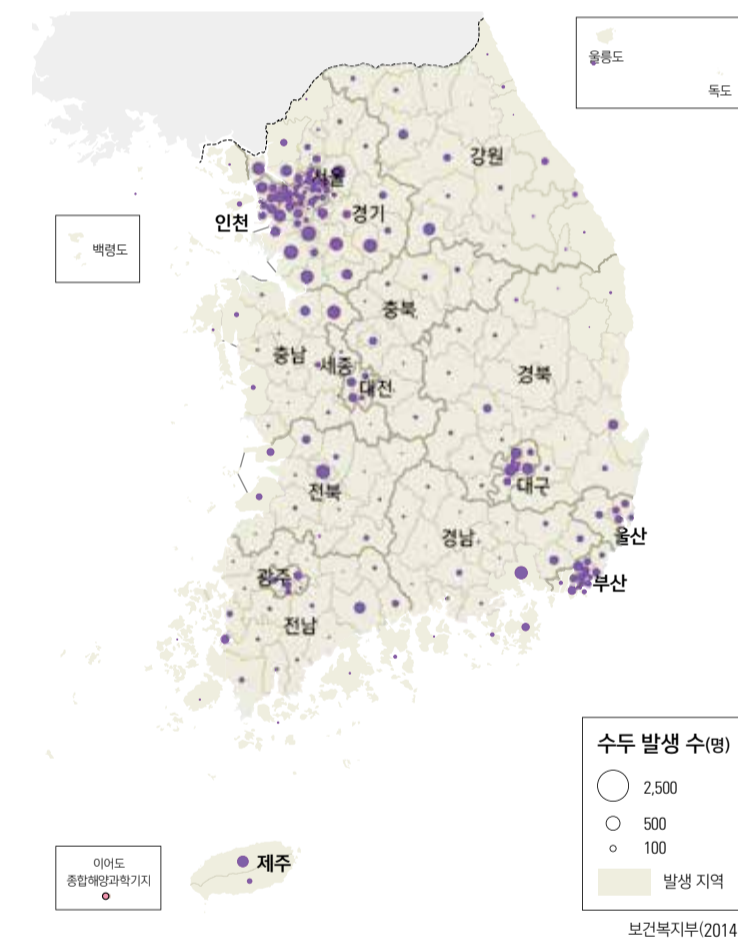 울릉도
독도
강원
서울
경기
인천
백령도
충북
충남
세종
대전
경북
전북
대구
경남
울산
광주
부산
전남
수두 발생 수(명)
2,500
500
100
발생 지역
제주
이어도
종합해양과학기지
보건복지부(2014